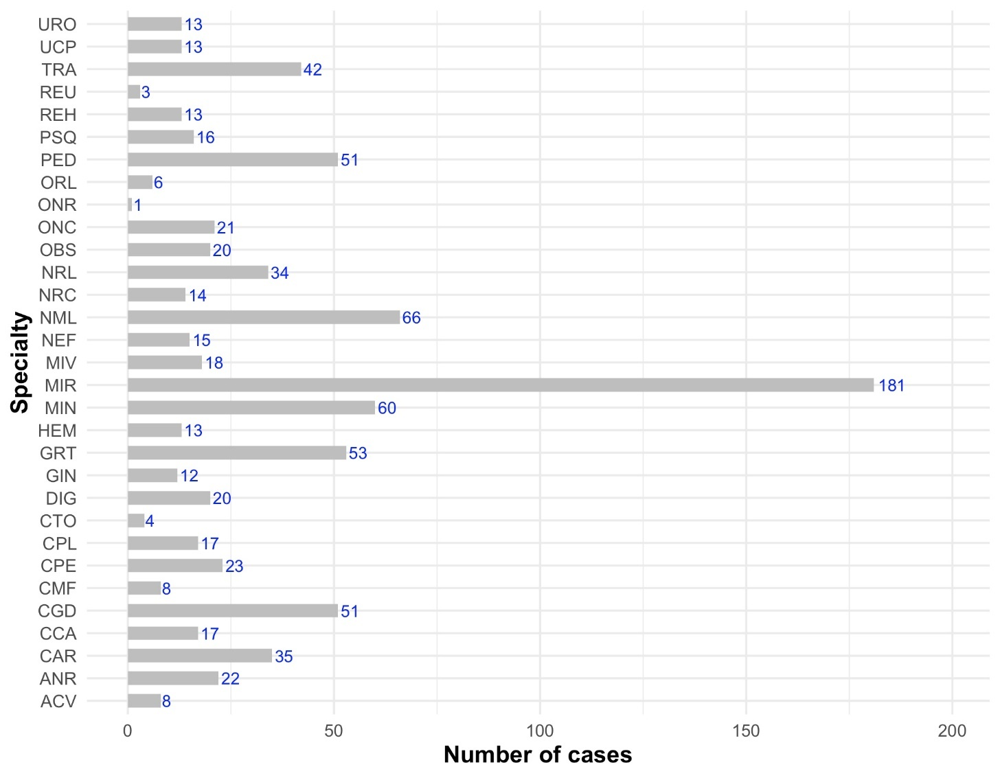 URO 13
UCP 13
TRA 42
REU 3
REH 13
PSQ 16
PED 51
ORL 6
ONR 1
ONC 21
OBS 20
NRL 34
NRC 14
NML 66
NEF 15
MIV 18
MIR 181
MIN 60
HEM 13
GRT 53
GIN 12
DIG 20
CTO 4
CPL 17
CPE 23
CMF 8
CGD 51
CCA 17
CAR 35
ANR 22
ACV 8
Specialty
0 50 100 150 200
Number of cases